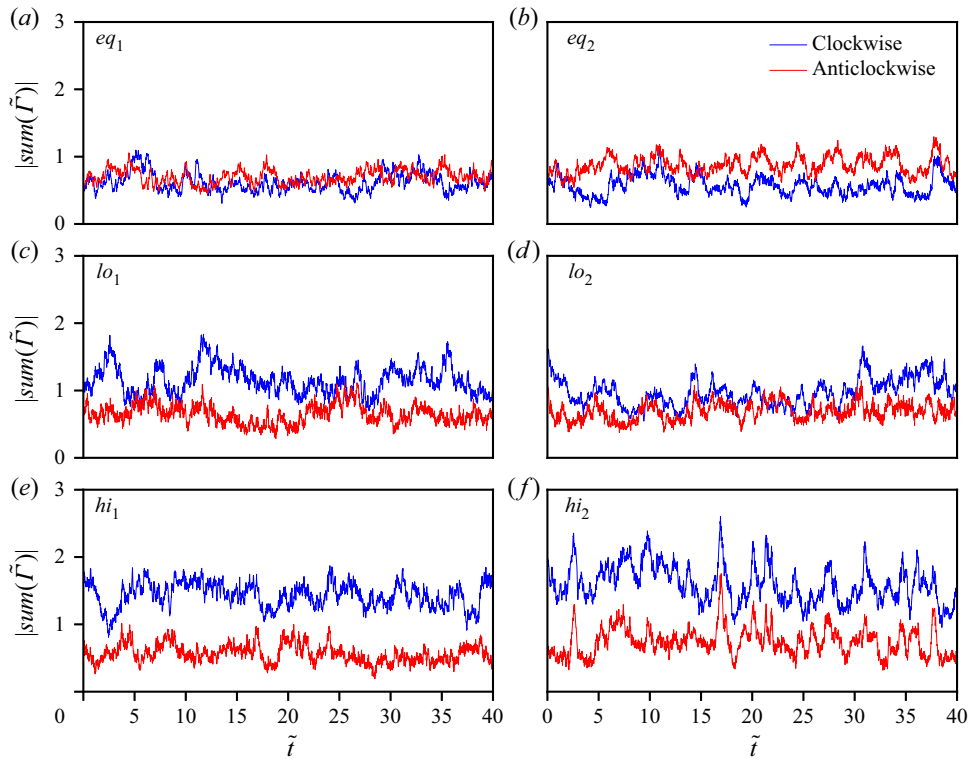 (a)
3
2
1
0
eq1
|sum(Γ̃)|
(b)
eq2
Clockwise
Anticlockwise
(c)
3
2
1
0
lo1
|sum(Γ̃)|
(d)
lo2
(e)
3
2
1
0
hi1
|sum(Γ̃)|
5 10 15 20 25 30 35 40
t̃
(f)
hi2
0 5 10 15 20 25 30 35 40
t̃